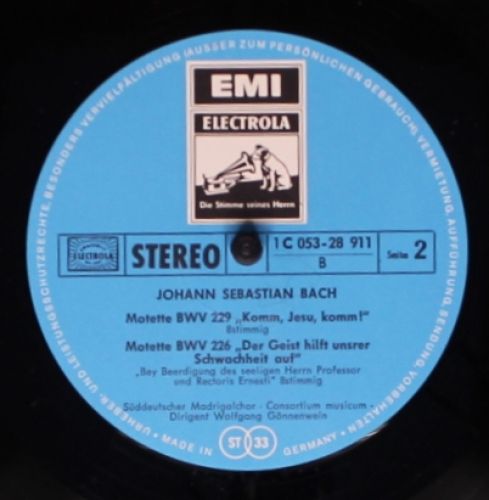 URHEBER- UND LEISTUNGSSCHUTZRECHTE, BESONDERS VERVIELFÄLTIGUNG (AUSSER ZUM PERSÖNLICHEN GEBRAUCH), VERMIETUNG, AUFFÜHRUNG, SENDUNG, VORBEHALTEN
EMI
ELECTROLA
Die Stimme seines Herrn
ELECTROLA
STEREO
1 C 053-28 911
B
Seite 2
JOHANN SEBASTIAN BACH
Motette BWV 229 „Komm, Jesu, komm!"
8stimmig
Motette BWV 226 „Der Geist hilft unsrer
Schwachheit auf"
„Bey Beerdigung des seeligen Herrn Professor
und Rectoris Ernesti" 8stimmig
Süddeutscher Madrigalchor · Consortium musicum ·
Dirigent Wolfgang Gönnenwein
MADE IN
ST 33
GERMANY